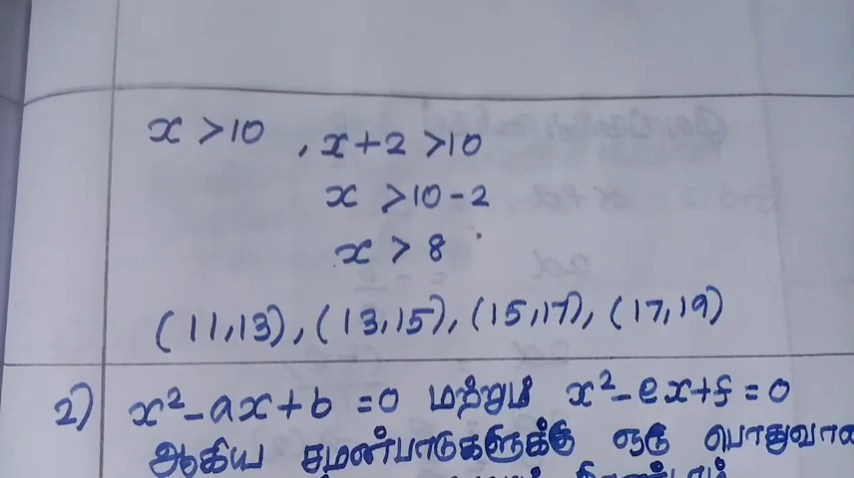 x > 10 , x + 2 > 10
x > 10 - 2
x > 8
(11,13), (13,15), (15,17), (17,19)
2) x² - ax + b = 0 மற்றும் x² - ex + f = 0
ஆகிய சமன்பாடுகளுக்கு ஒரு